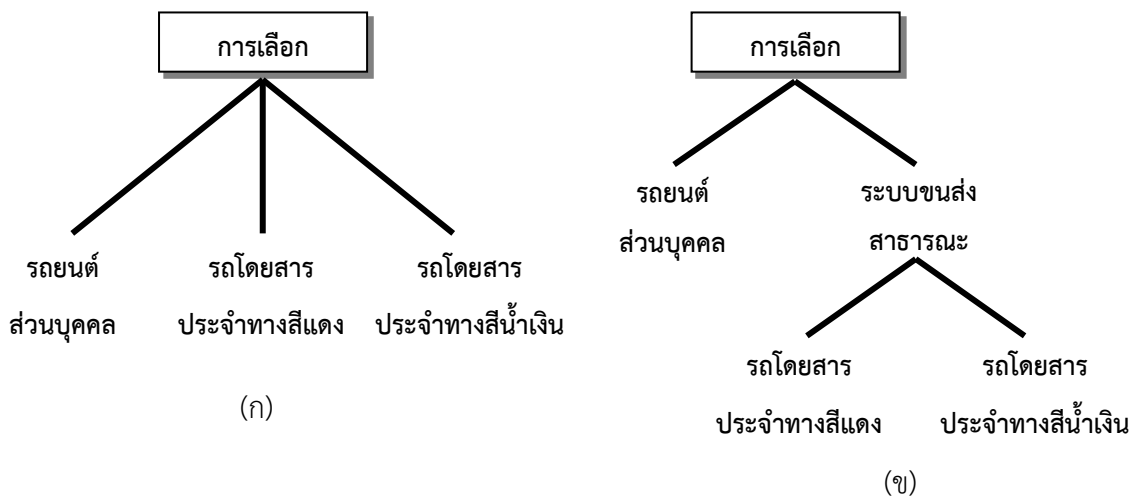 การเลือก
รถยนต์
ส่วนบุคคล
รถโดยสาร
ประจำทางสีแดง
รถโดยสาร
ประจำทางสีน้ำเงิน
(ก)
การเลือก
รถยนต์
ส่วนบุคคล
ระบบขนส่ง
สาธารณะ
รถโดยสาร
ประจำทางสีแดง
รถโดยสาร
ประจำทางสีน้ำเงิน
(ข)